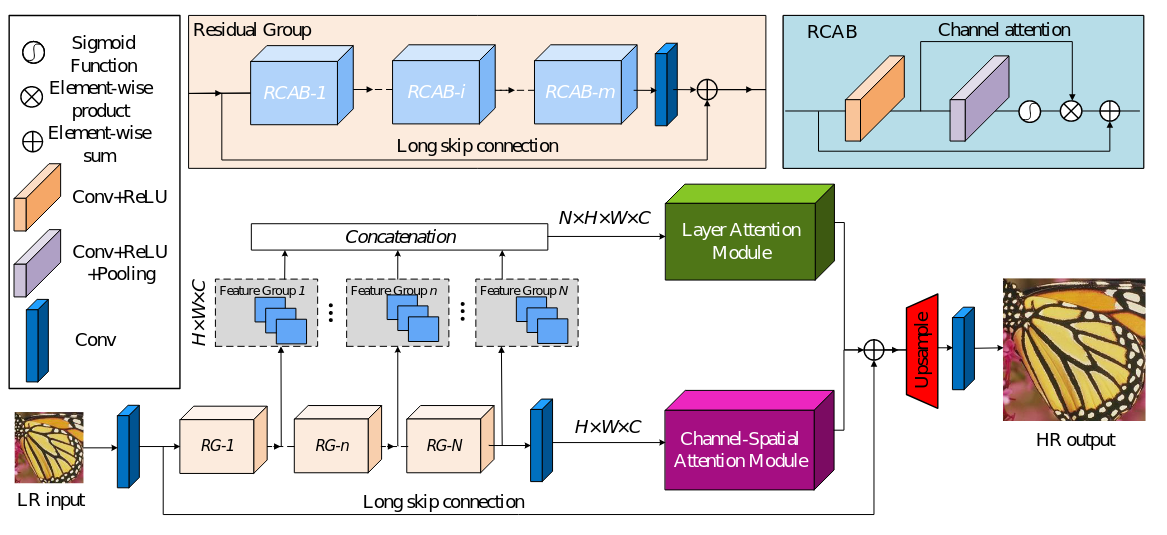 Sigmoid
Function
Element-wise
product
Element-wise
sum
Conv+ReLU
Conv+ReLU
+Pooling
Conv
Residual Group
RCAB-1
RCAB-i
RCAB-m
Long skip connection
RCAB
Channel attention
Concatenation
N×H×W×C
Layer Attention
Module
H×W×C
Feature Group 1
Feature Group n
Feature Group N
RG-1
RG-n
RG-N
H×W×C
Channel-Spatial
Attention Module
Upsample
LR input
Long skip connection
HR output